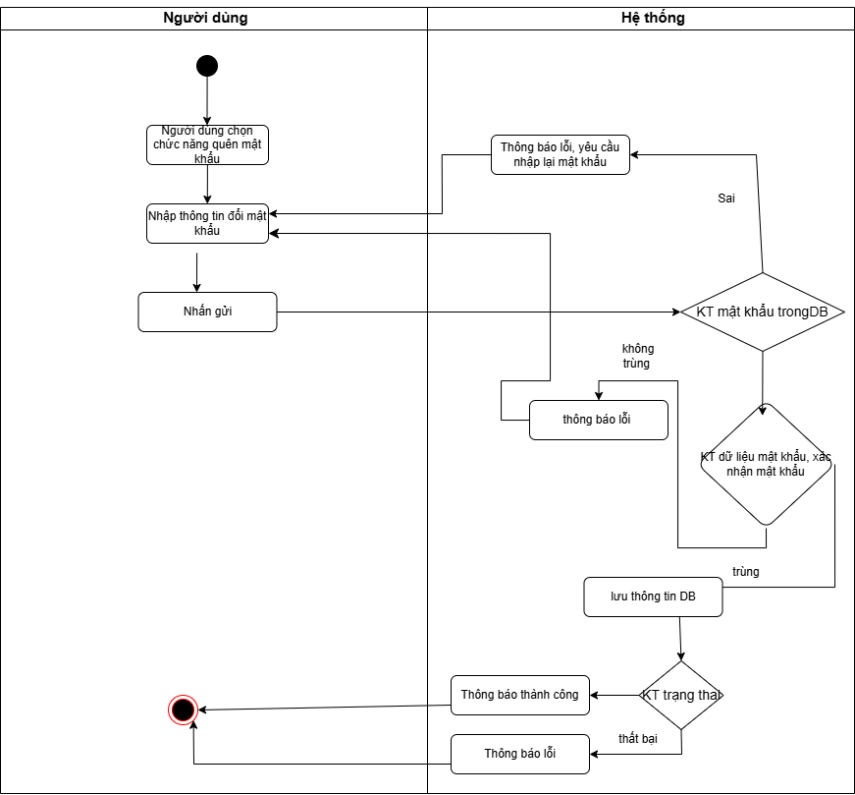 Người dùng
Hệ thống
Người dùng chọn
chức năng quên mật
khẩu
Thông báo lỗi, yêu cầu
nhập lại mật khẩu
Sai
Nhập thông tin đổi mật
khẩu
Nhấn gửi
KT mật khẩu trongDB
không
trùng
thông báo lỗi
KT dữ liệu mật khẩu, xác
nhận mật khẩu
trùng
lưu thông tin DB
Thông báo thành công
KT trạng thai
thất bại
Thông báo lỗi